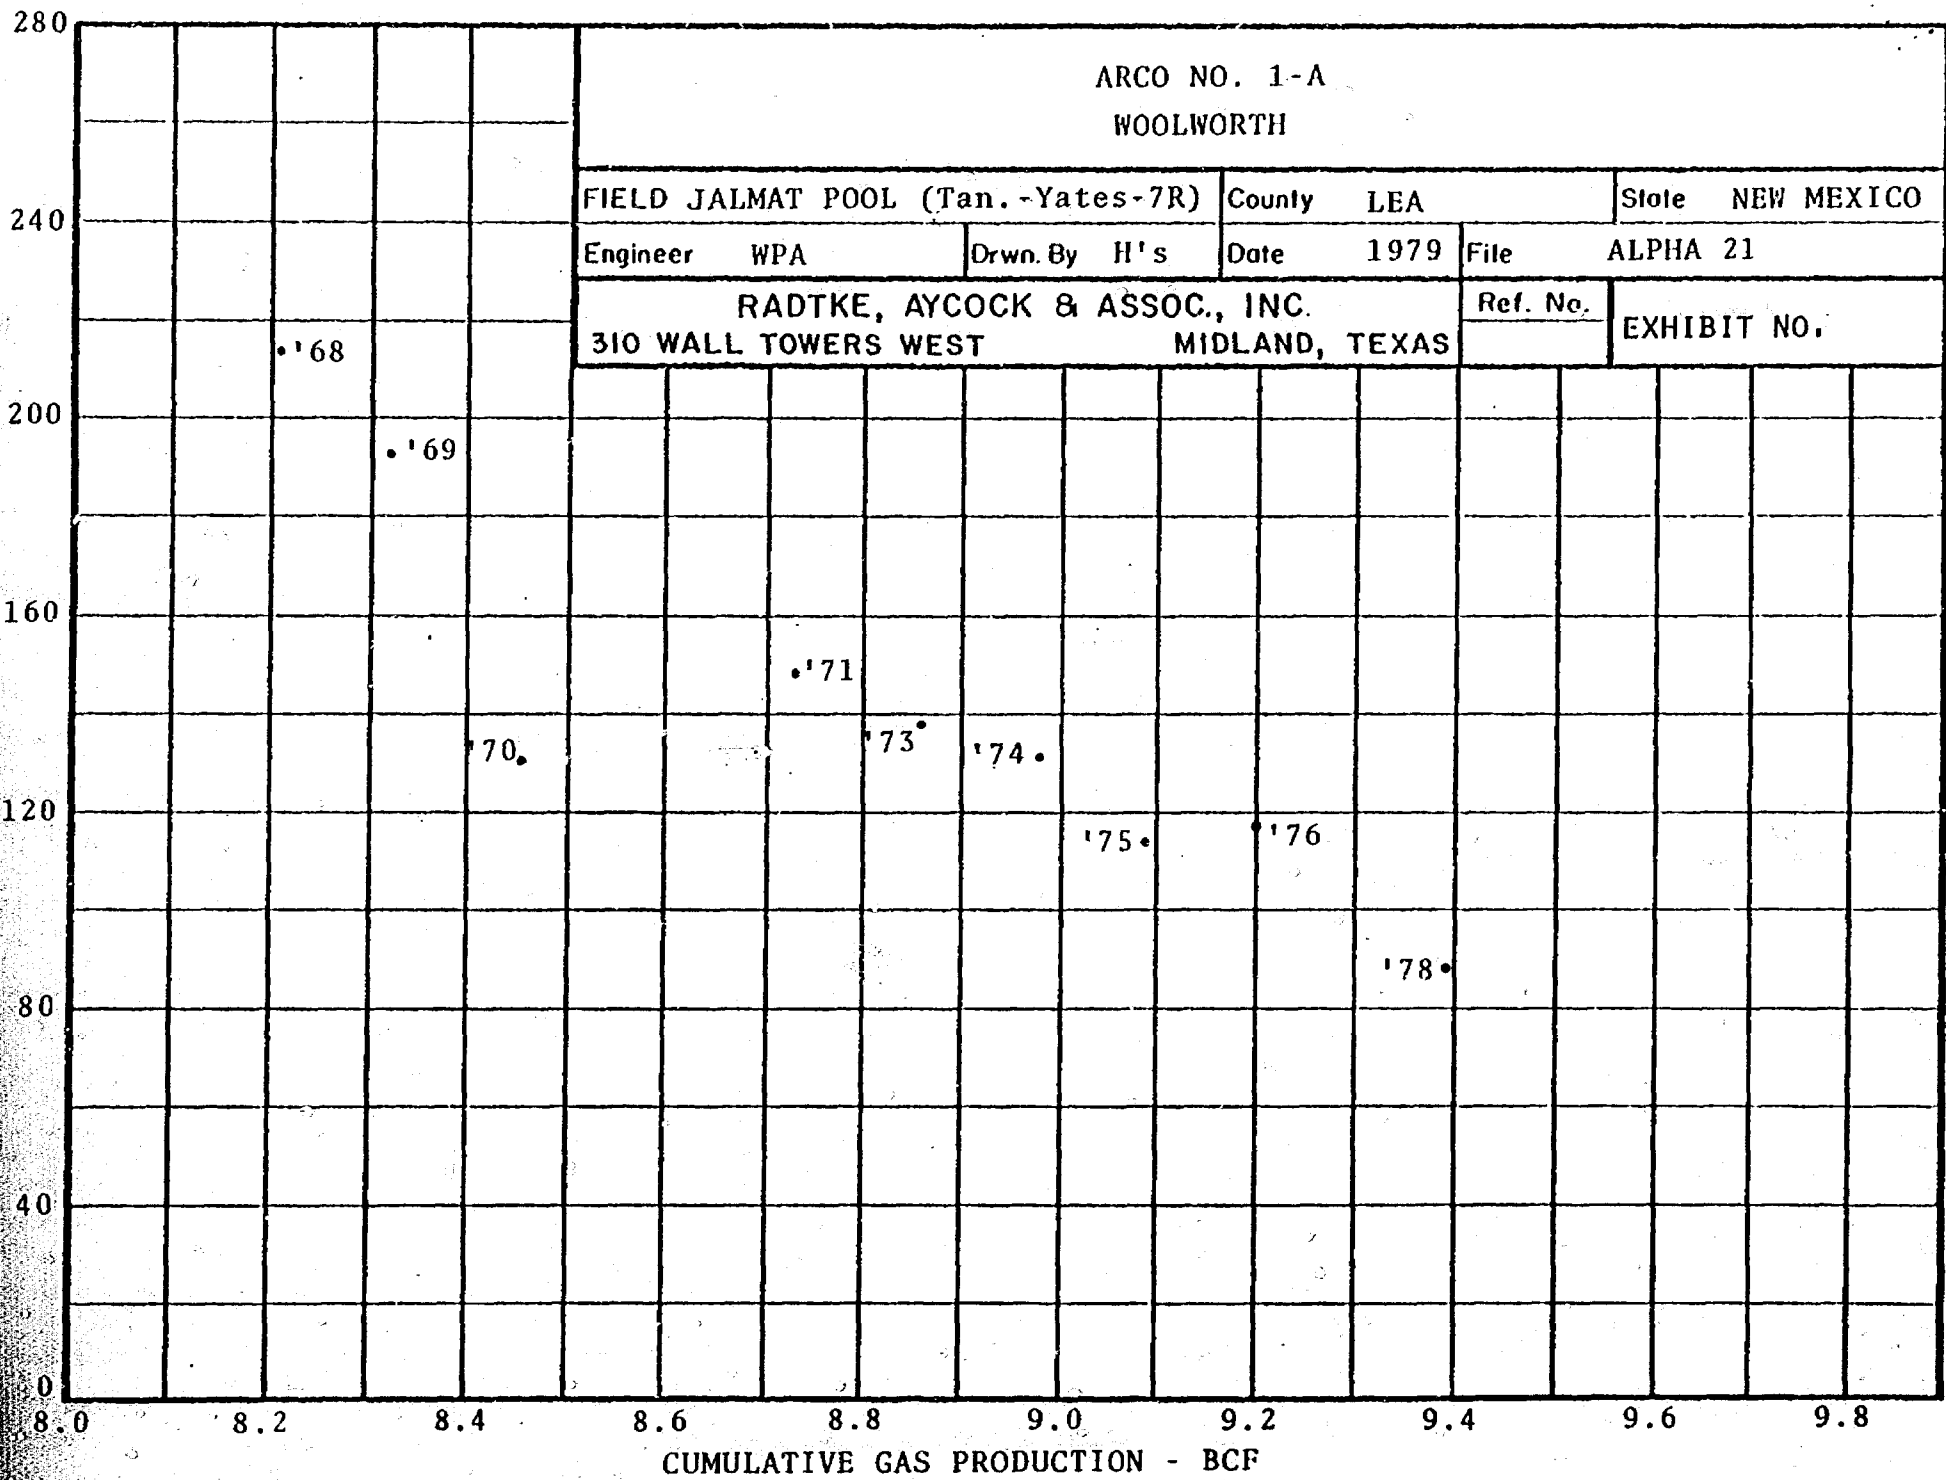 280
ARCO NO. 1-A
WOOLWORTH
FIELD JALMAT POOL (Tan.-Yates-7R) County LEA State NEW MEXICO
240
Engineer WPA Drwn. By H's Date 1979 File ALPHA 21
RADTKE, AYCOCK & ASSOC., INC. Ref. No.
310 WALL TOWERS WEST MIDLAND, TEXAS EXHIBIT NO.
'68
200
'69
160
'71
'70 '73 '74
120
'75 '76
'78
80
40
0
8.0 8.2 8.4 8.6 8.8 9.0 9.2 9.4 9.6 9.8
CUMULATIVE GAS PRODUCTION - BCF